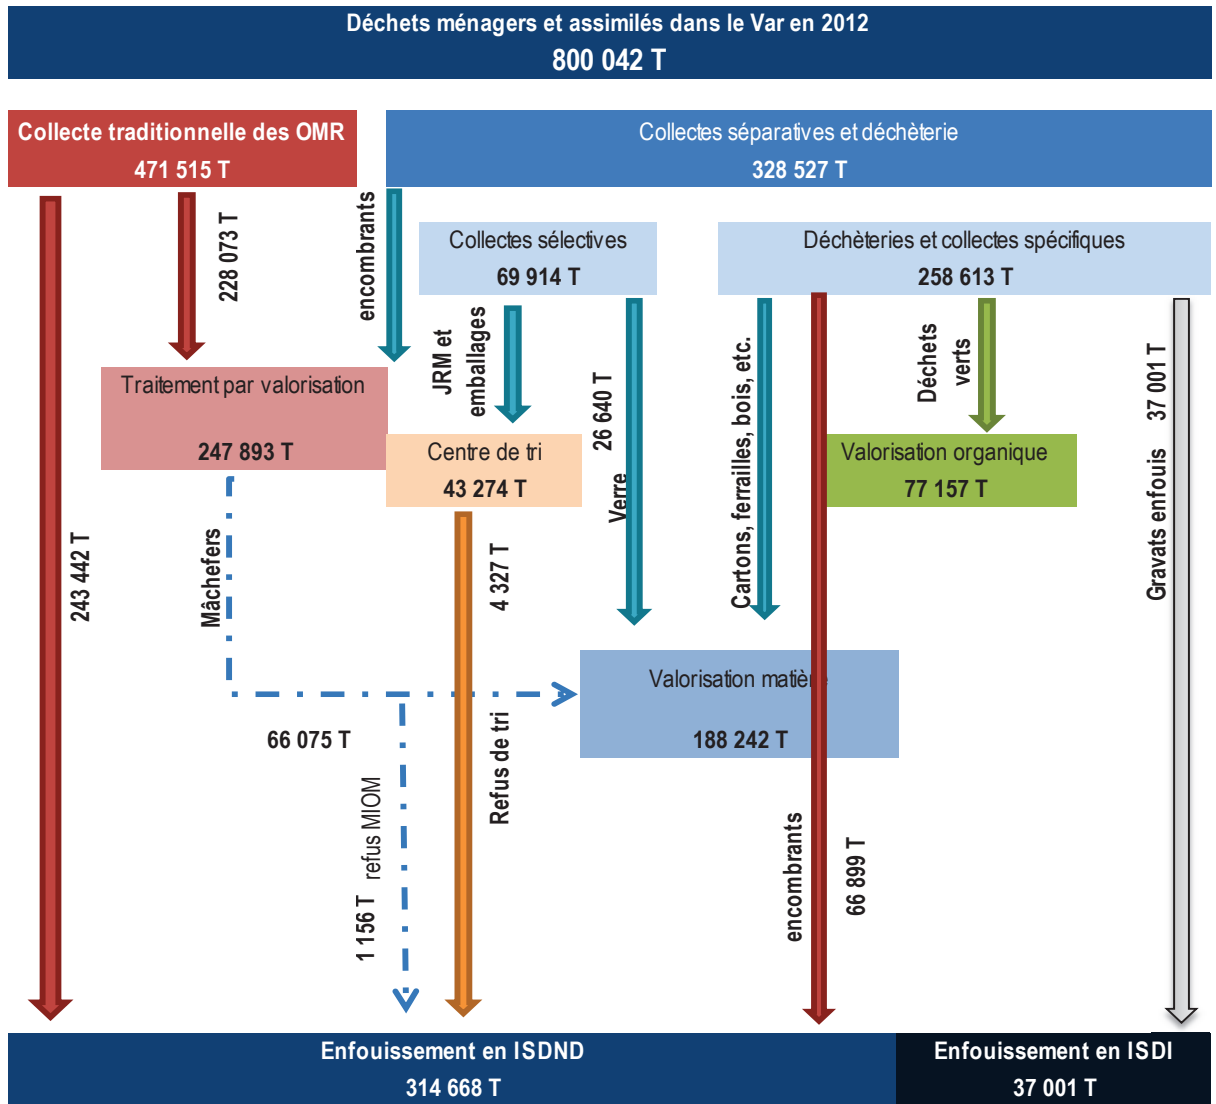 Déchets ménagers et assimilés dans le Var en 2012
800 042 T
Collecte traditionnelle des OMR
471 515 T
Collectes séparatives et déchèterie
328 527 T
228 073 T
encombrants
Collectes sélectives
69 914 T
Déchèteries et collectes spécifiques
258 613 T
JRM et
emballages
26 640 T
Verre
Cartons, ferrailles, bois, etc.
Déchets
verts
Gravats enfouis 37 001 T
Traitement par valorisation
247 893 T
Centre de tri
43 274 T
Valorisation organique
77 157 T
243 442 T
Mâchefers
4 327 T
Refus de tri
Valorisation matière
188 242 T
66 075 T
1 156 T refus MIOM
encombrants
66 899 T
Enfouissement en ISDND
314 668 T
Enfouissement en ISDI
37 001 T